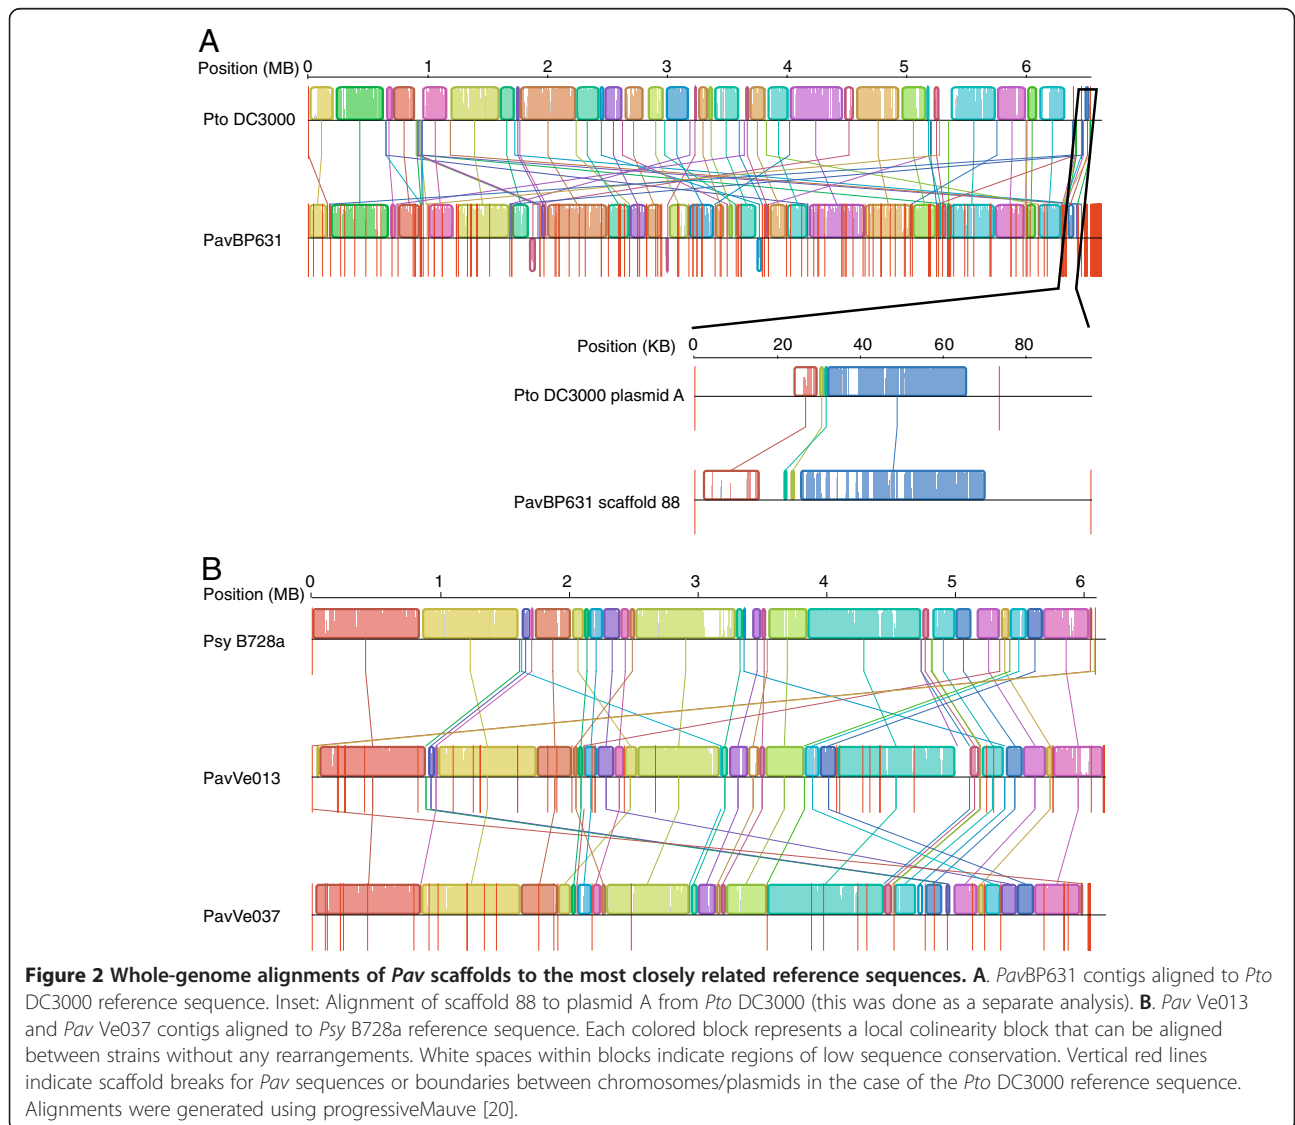 A
Position (MB)
0 1 2 3 4 5 6
Pto DC3000
PavBP631
Position (KB)
0 20 40 60 80
Pto DC3000 plasmid A
PavBP631 scaffold 88
B
Position (MB)
0 1 2 3 4 5 6
Psy B728a
PavVe013
PavVe037
Figure 2 Whole-genome alignments of Pav scaffolds to the most closely related reference sequences. A. PavBP631 contigs aligned to Pto
DC3000 reference sequence. Inset: Alignment of scaffold 88 to plasmid A from Pto DC3000 (this was done as a separate analysis). B. Pav Ve013
and Pav Ve037 contigs aligned to Psy B728a reference sequence. Each colored block represents a local colinearity block that can be aligned
between strains without any rearrangements. White spaces within blocks indicate regions of low sequence conservation. Vertical red lines
indicate scaffold breaks for Pav sequences or boundaries between chromosomes/plasmids in the case of the Pto DC3000 reference sequence.
Alignments were generated using progressiveMauve [20].